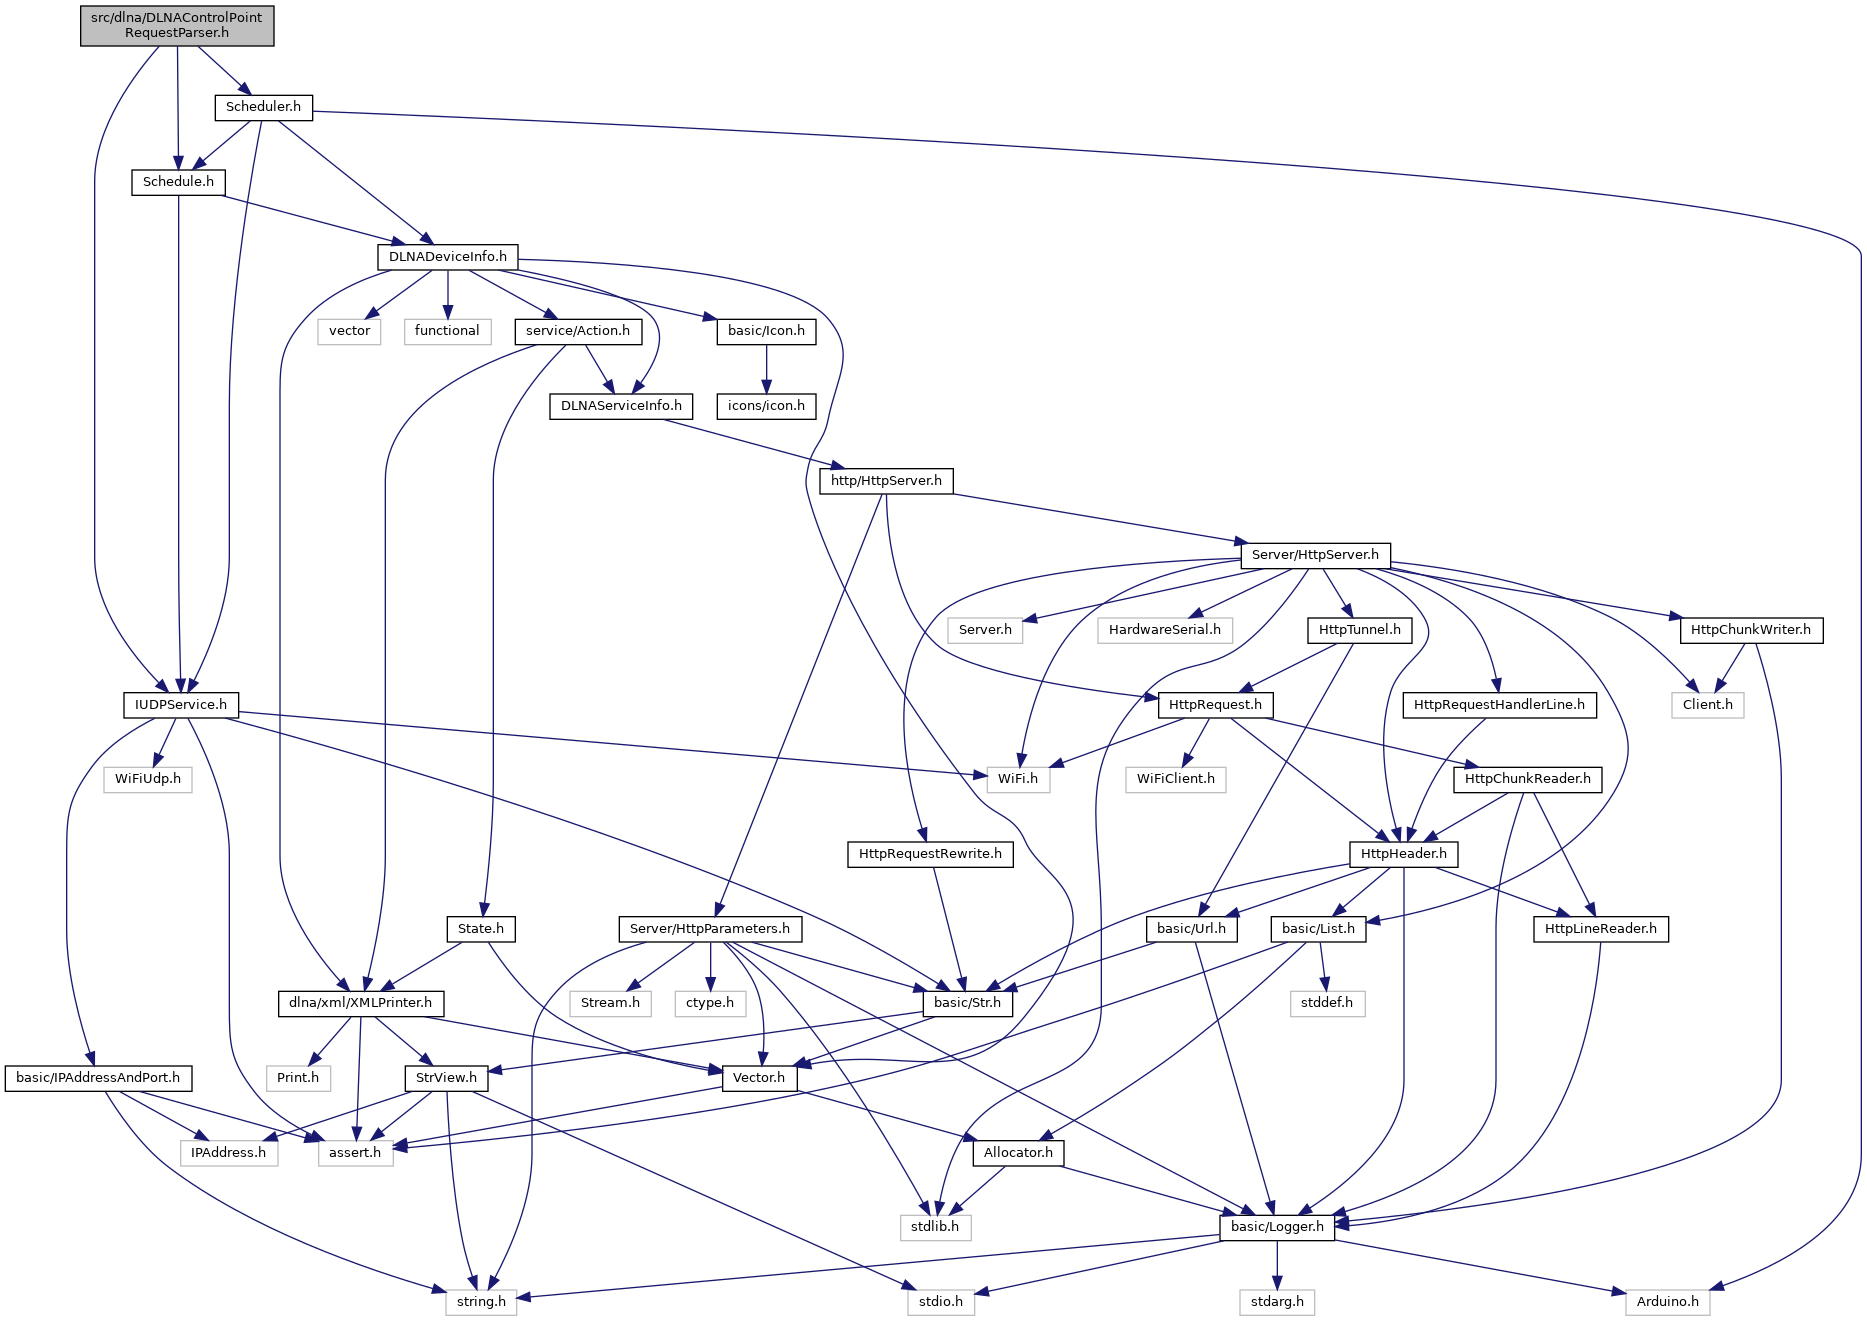 src/dlna/DLNAControlPoint
RequestParser.h
Scheduler.h
Schedule.h
DLNADeviceInfo.h
vector
functional
service/Action.h
basic/Icon.h
DLNAServiceInfo.h
icons/icon.h
http/HttpServer.h
Server/HttpServer.h
Server.h
HardwareSerial.h
HttpTunnel.h
HttpChunkWriter.h
IUDPService.h
HttpRequest.h
HttpRequestHandlerLine.h
Client.h
WiFiUdp.h
WiFi.h
WiFiClient.h
HttpChunkReader.h
HttpRequestRewrite.h
HttpHeader.h
State.h
Server/HttpParameters.h
basic/Url.h
basic/List.h
HttpLineReader.h
dlna/xml/XMLPrinter.h
Stream.h
ctype.h
basic/Str.h
stddef.h
basic/IPAddressAndPort.h
Print.h
StrView.h
Vector.h
IPAddress.h
assert.h
Allocator.h
stdlib.h
basic/Logger.h
string.h
stdio.h
stdarg.h
Arduino.h